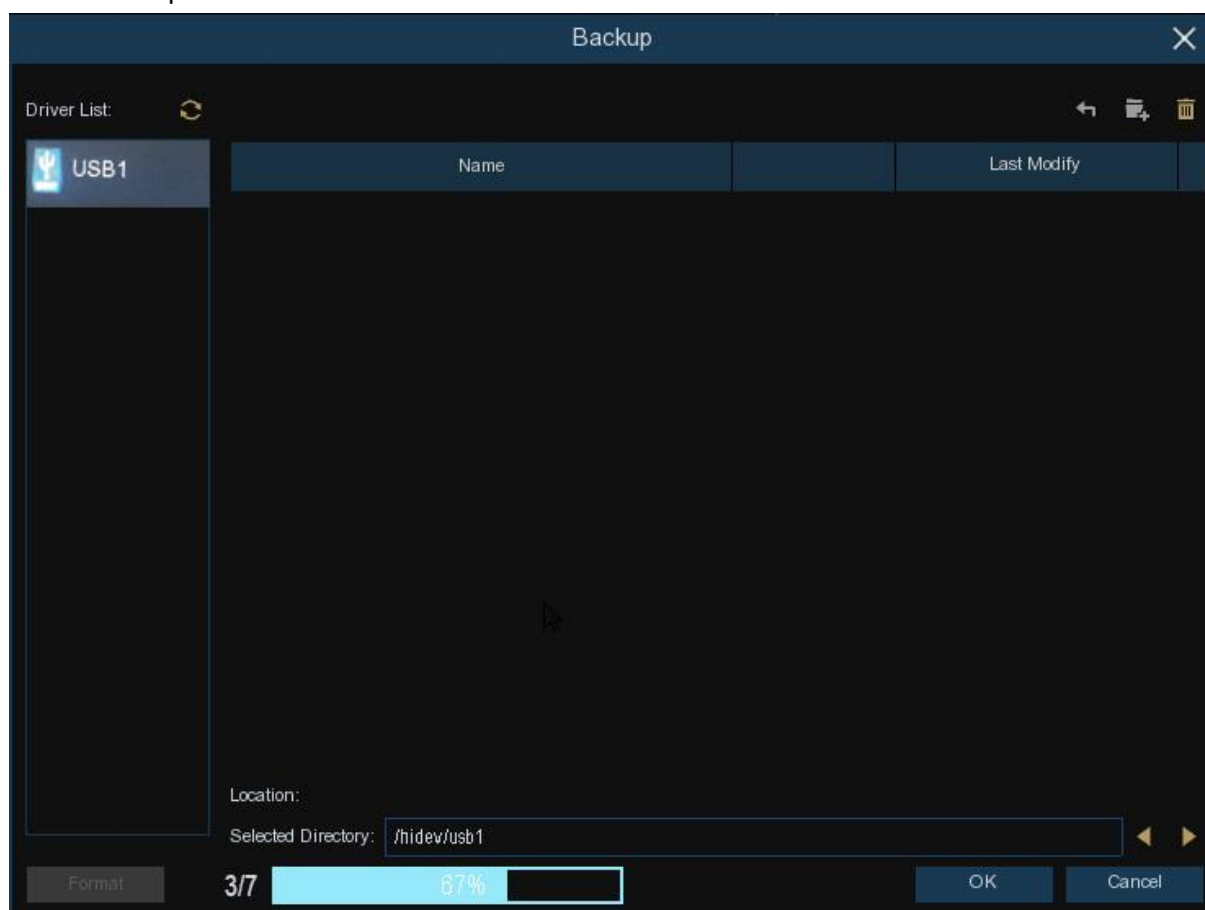 Backup
Driver List:
USB1
Name
Last Modify
Location:
Selected Directory: /hidev/usb1
Format
3/7
67%
OK
Cancel